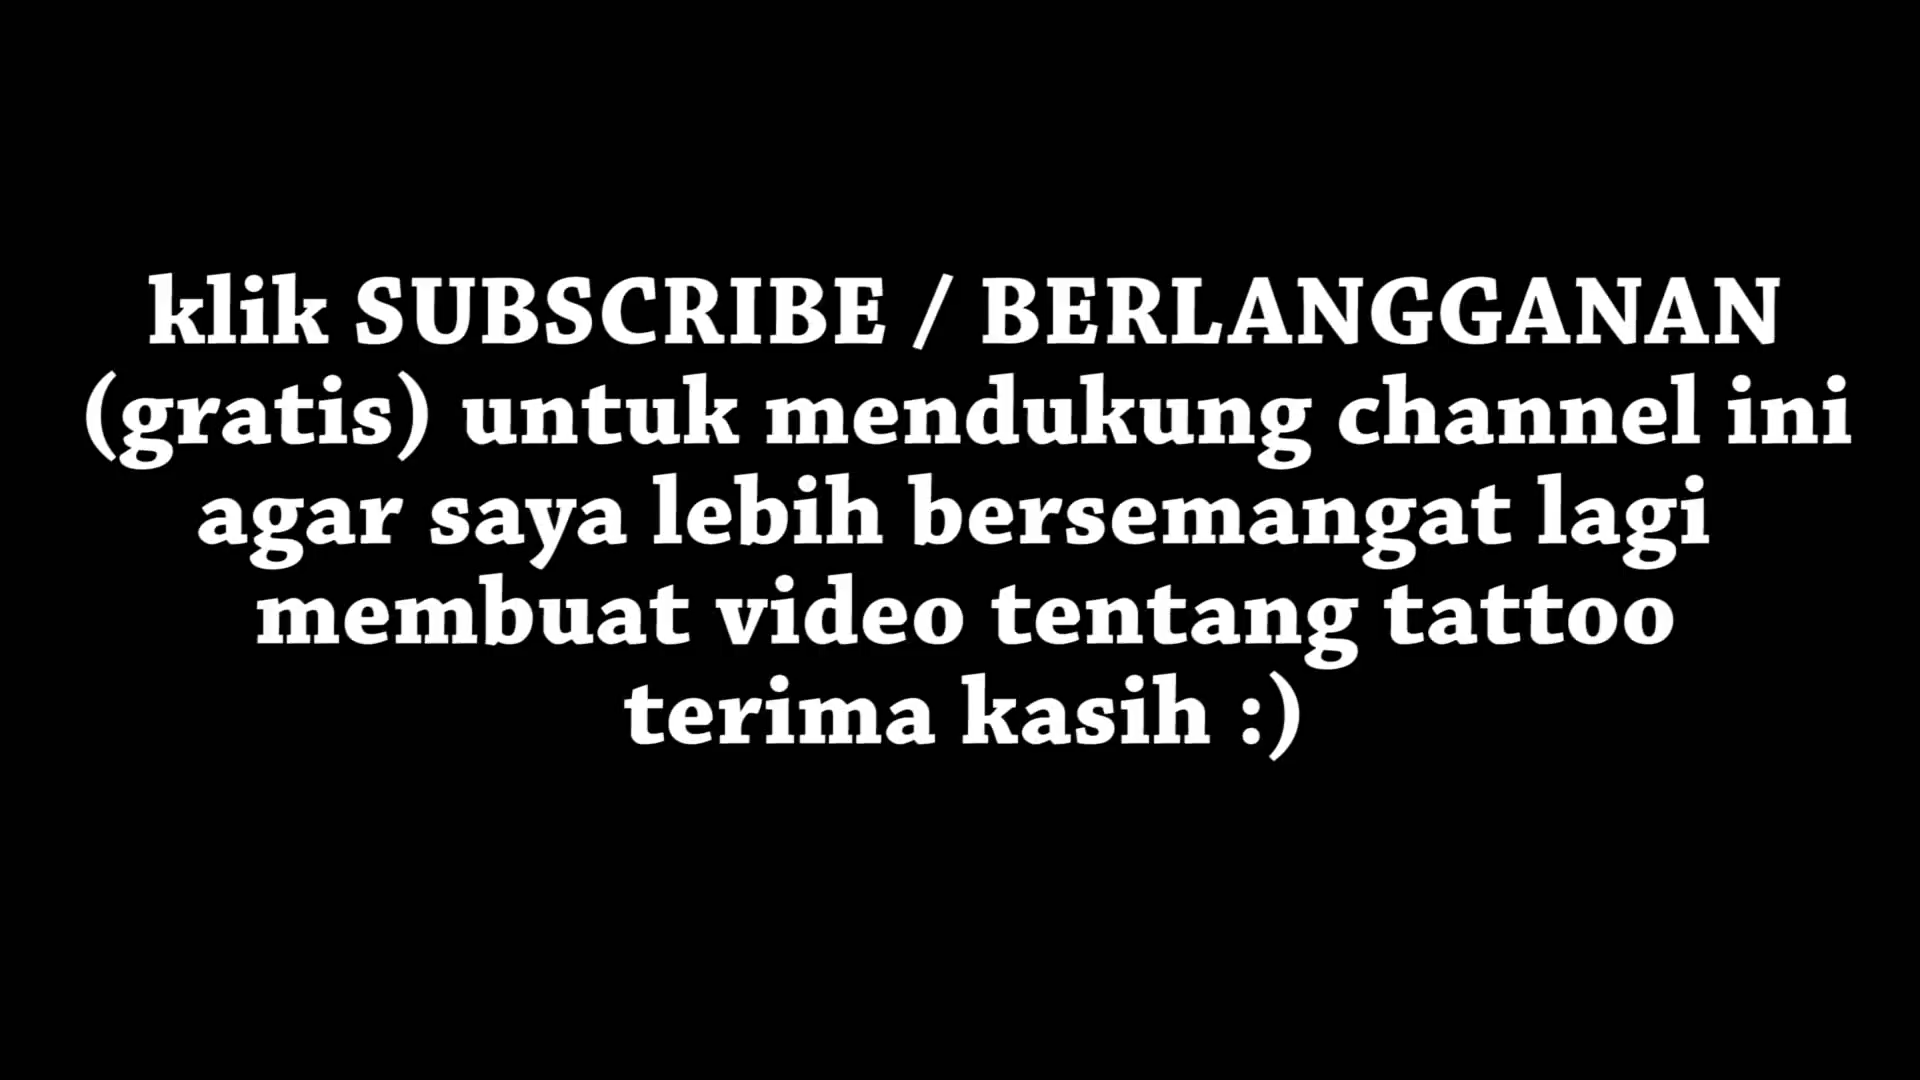 klik SUBSCRIBE / BERLANGGANAN
(gratis) untuk mendukung channel ini
agar saya lebih bersemangat lagi
membuat video tentang tattoo
terima kasih :)